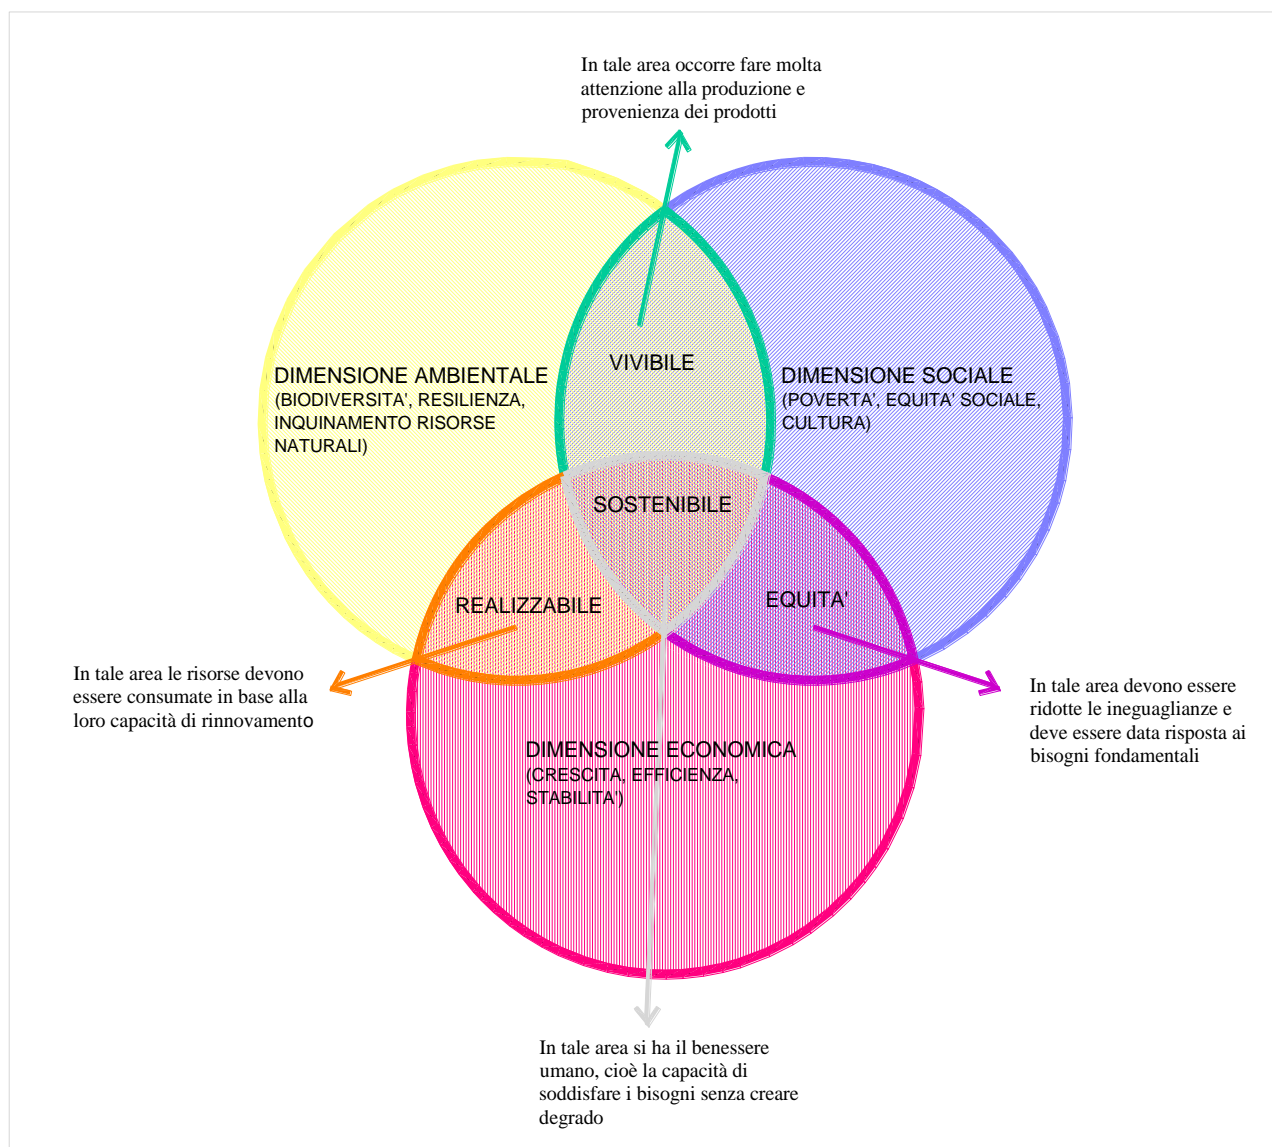 In tale area occorre fare molta
attenzione alla produzione e
provenienza dei prodotti
VIVIBILE
DIMENSIONE AMBIENTALE
(BIODIVERSITA', RESILIENZA,
INQUINAMENTO RISORSE
NATURALI)
DIMENSIONE SOCIALE
(POVERTA', EQUITA' SOCIALE,
CULTURA)
SOSTENIBILE
REALIZZABILE
EQUITA'
In tale area le risorse devono
essere consumate in base alla
loro capacità di rinnovamento
In tale area devono essere
ridotte le ineguaglianze e
deve essere data risposta ai
bisogni fondamentali
DIMENSIONE ECONOMICA
(CRESCITA, EFFICIENZA,
STABILITA')
In tale area si ha il benessere
umano, cioè la capacità di
soddisfare i bisogni senza creare
degrado